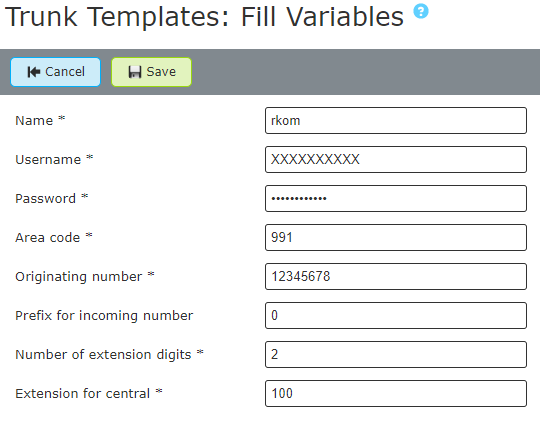 Trunk Templates: Fill Variables ?
Cancel Save
Name * rkom
Username * XXXXXXXXXX
Password * ••••••••••••
Area code * 991
Originating number * 12345678
Prefix for incoming number 0
Number of extension digits * 2
Extension for central * 100